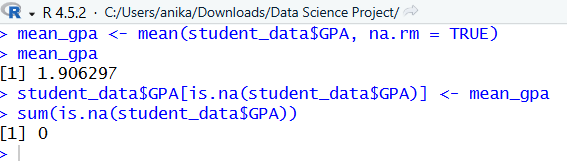 R 4.5.2 · C:/Users/anika/Downloads/Data Science Project/
> mean_gpa <- mean(student_data$GPA, na.rm = TRUE)
> mean_gpa
[1] 1.906297
> student_data$GPA[is.na(student_data$GPA)] <- mean_gpa
> sum(is.na(student_data$GPA))
[1] 0
>